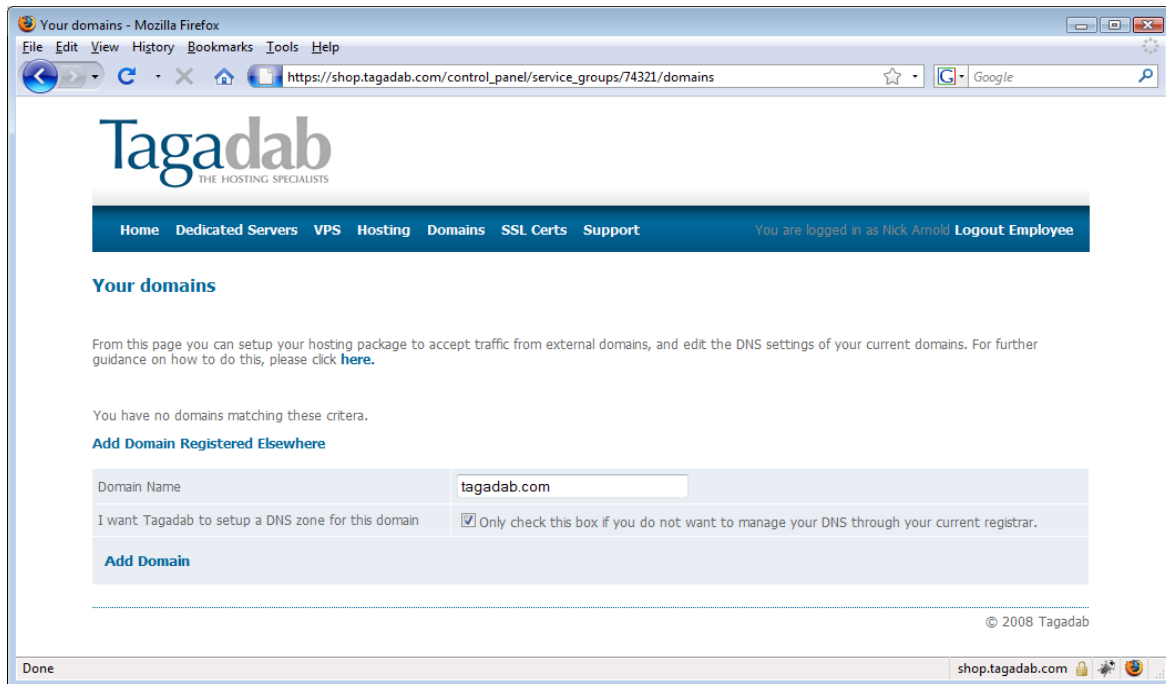 Your domains - Mozilla Firefox
File Edit View History Bookmarks Tools Help
https://shop.tagadab.com/control_panel/service_groups/74321/domains
G Google
Tagadab
THE HOSTING SPECIALISTS
Home Dedicated Servers VPS Hosting Domains SSL Certs Support You are logged in as Nick Arnold Logout Employee
Your domains
From this page you can setup your hosting package to accept traffic from external domains, and edit the DNS settings of your current domains. For further
guidance on how to do this, please click here.
You have no domains matching these critera.
Add Domain Registered Elsewhere
Domain Name tagadab.com
I want Tagadab to setup a DNS zone for this domain Only check this box if you do not want to manage your DNS through your current registrar.
Add Domain
© 2008 Tagadab
Done shop.tagadab.com